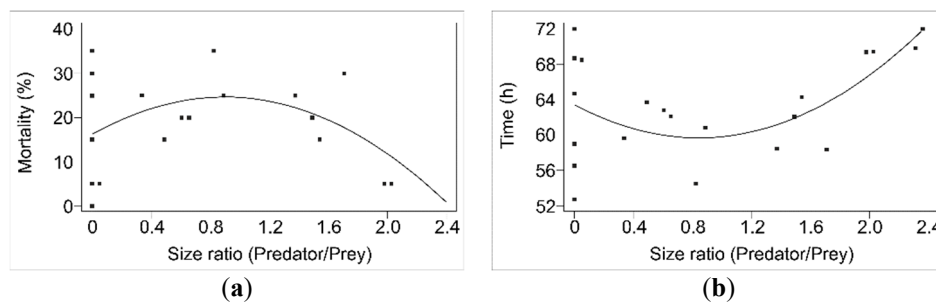 40
30
20
10
0
Mortality (%)
0 0.4 0.8 1.2 1.6 2.0 2.4
Size ratio (Predator/Prey)
(a)
72
68
64
60
56
52
Time (h)
0 0.4 0.8 1.2 1.6 2.0 2.4
Size ratio (Predator/Prey)
(b)